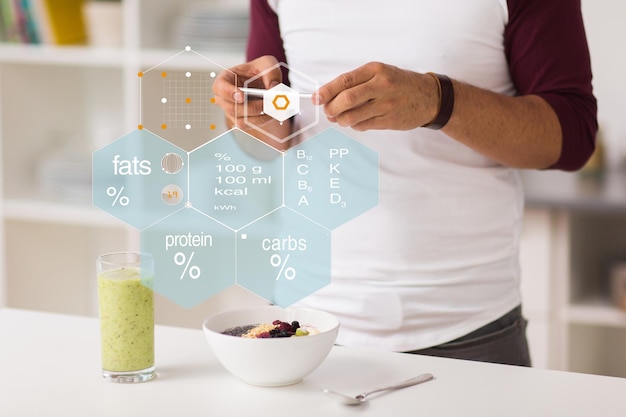 fats
%
%
100 g
100 ml
kcal
kWh
B12 PP
C P
B6 K
B E
A D3
protein
%
carbs
%